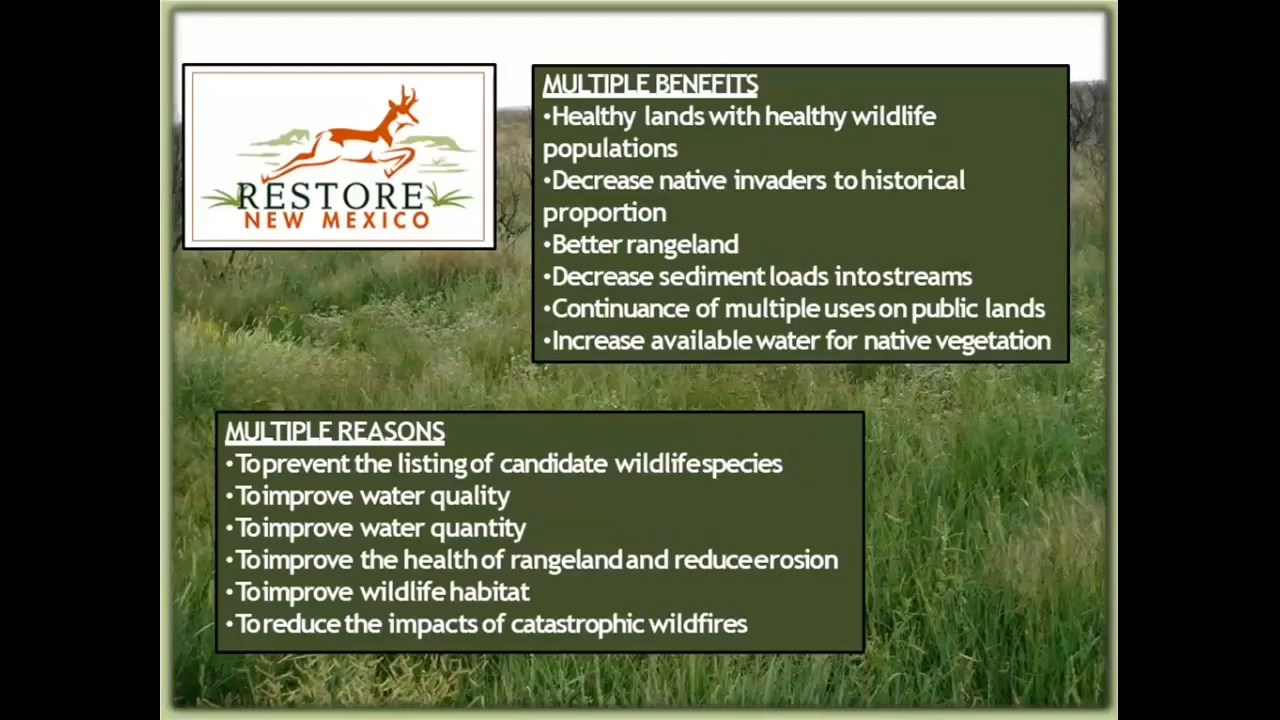 RESTORE
NEW MEXICO
MULTIPLE BENEFITS
•Healthy lands with healthy wildlife
populations
•Decrease native invaders to historical
proportion
•Better rangeland
•Decrease sediment loads into streams
•Continuance of multiple uses on public lands
•Increase available water for native vegetation
MULTIPLE REASONS
•To prevent the listing of candidate wildlife species
•To improve water quality
•To improve water quantity
•To improve the health of rangeland and reduce erosion
•To improve wildlife habitat
•To reduce the impacts of catastrophic wildfires